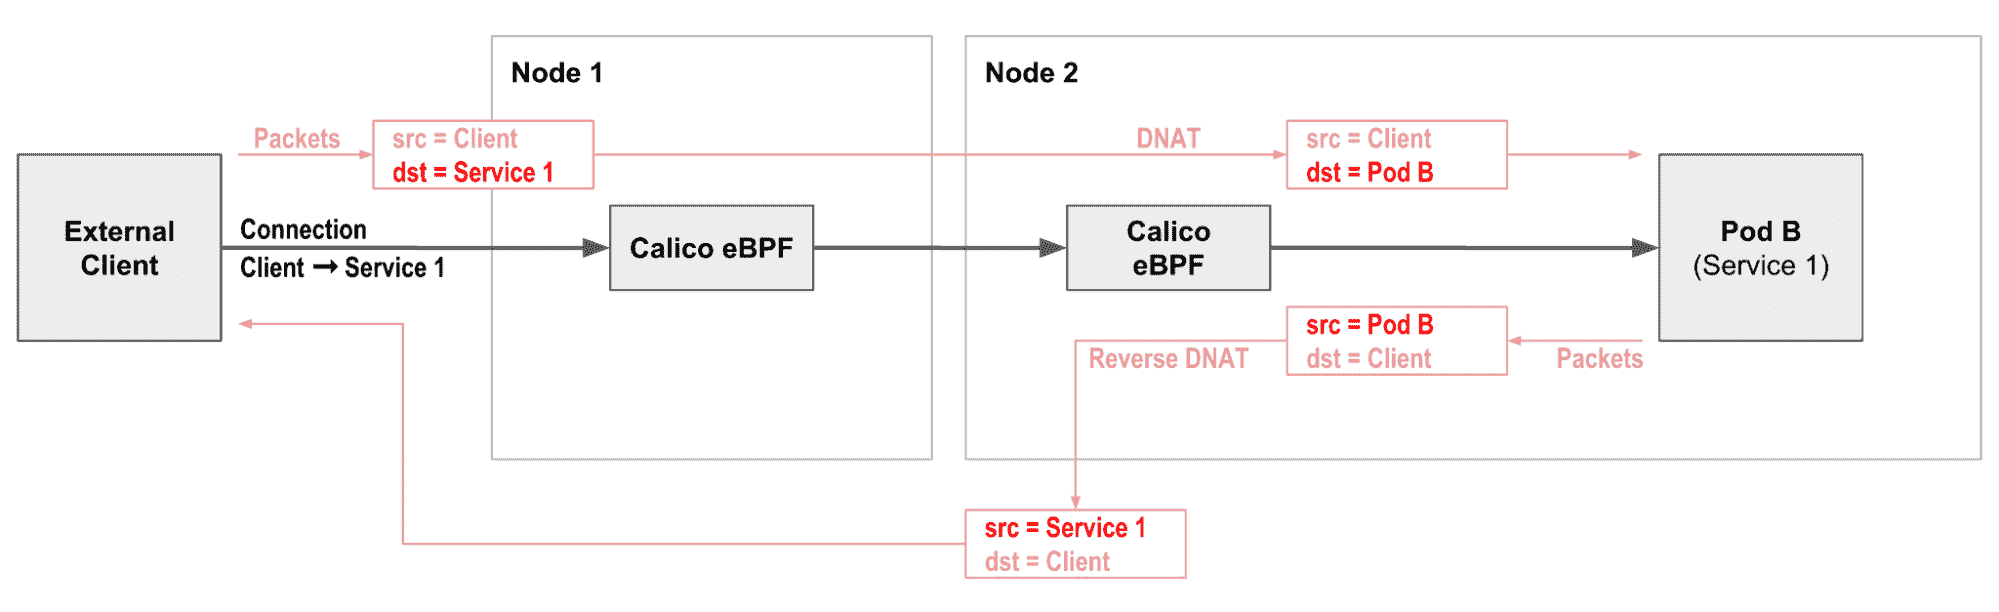 Node 1
Node 2
Packets
src = Client
dst = Service 1
DNAT
src = Client
dst = Pod B
External
Client
Connection
Client ➞ Service 1
Calico eBPF
Calico
eBPF
Pod B
(Service 1)
src = Pod B
dst = Client
Reverse DNAT
Packets
src = Service 1
dst = Client